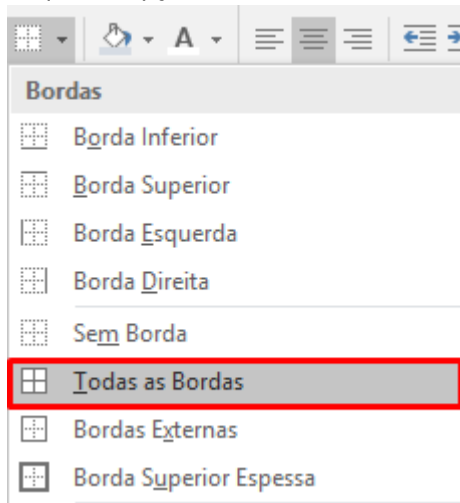 A
Bordas
Borda Inferior
Borda Superior
Borda Esquerda
Borda Direita
Sem Borda
Todas as Bordas
Bordas Externas
Borda Superior Espessa